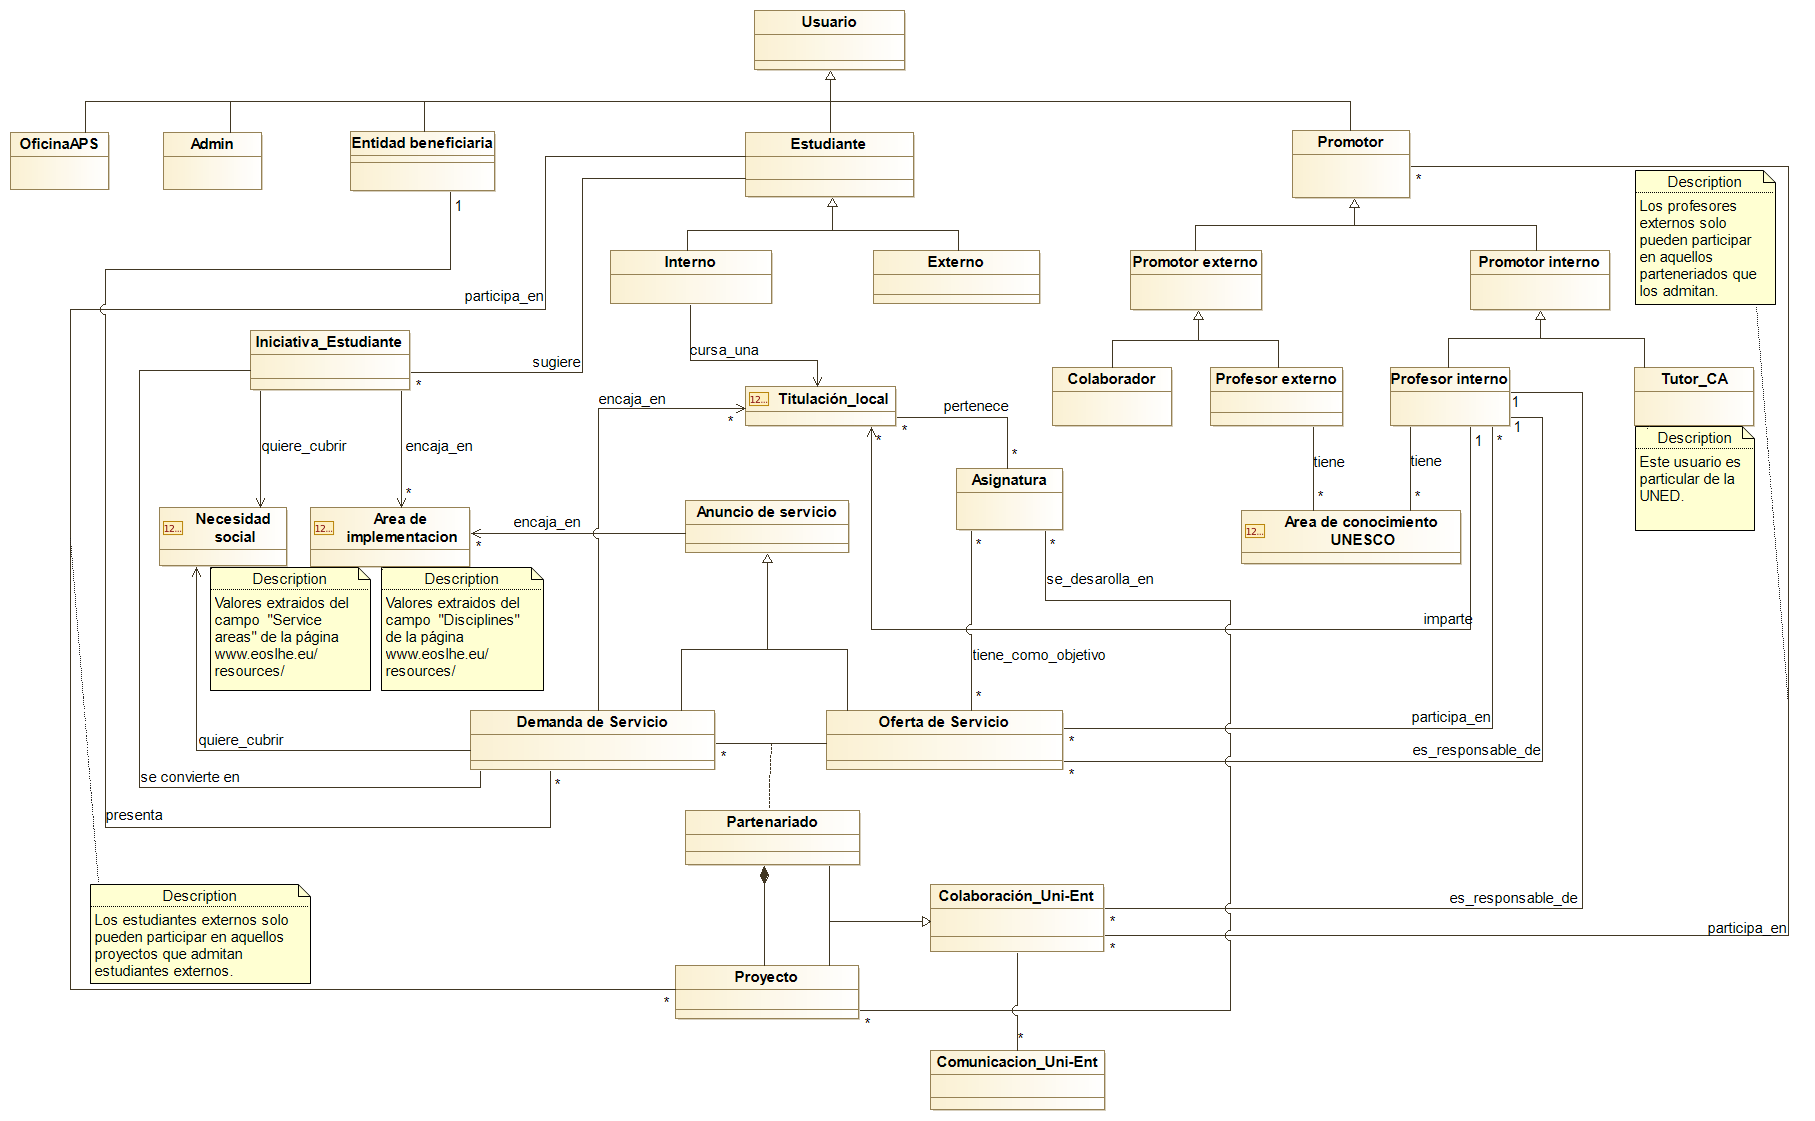 Usuario
OficinaAPS
Admin
Entidad beneficiaria
Estudiante
Promotor
1
*
Description
Los profesores
externos solo
pueden participar
en aquellos
parteneriados que
los admitan.
Interno
Externo
Promotor externo
Promotor interno
participa_en
Iniciativa_Estudiante
*
sugiere
cursa_una
Colaborador
Profesor externo
Profesor interno
Tutor_CA
encaja_en
*
12...
Titulación_local
*
*
pertenece
*
1
1
1
*
Description
Este usuario es
particular de la
UNED.
quiere_cubrir
encaja_en
*
tiene
*
tiene
*
Asignatura
*
*
12...
Necesidad
social
12...
Area de
implementacion
*
encaja_en
Anuncio de servicio
12...
Area de conocimiento
UNESCO
Description
Valores extraidos del
campo  "Service
areas" de la página
www.eoslhe.eu/
resources/
Description
Valores extraidos del
campo  "Disciplines"
de la página
www.eoslhe.eu/
resources/
se_desarolla_en
imparte
tiene_como_objetivo
*
Demanda de Servicio
Oferta de Servicio
participa_en
*
quiere_cubrir
*
es_responsable_de
*
se convierte en
*
presenta
Partenariado
Description
Los estudiantes externos solo
pueden participar en aquellos
proyectos que admitan
estudiantes externos.
Colaboración_Uni-Ent
es_responsable_de
*
participa_en
*
Proyecto
*
*
*
Comunicacion_Uni-Ent